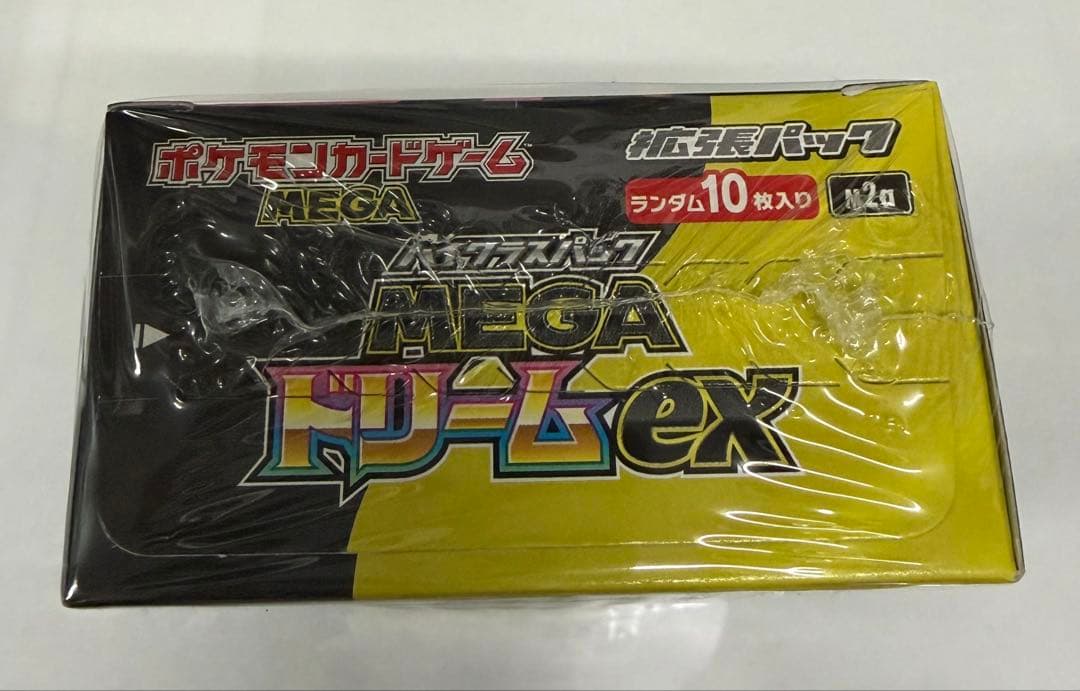 ポケモンカードゲーム™
MEGA
拡張パック
ランダム10枚入り M2a
ハイクラスパック
MEGA
ドリームex